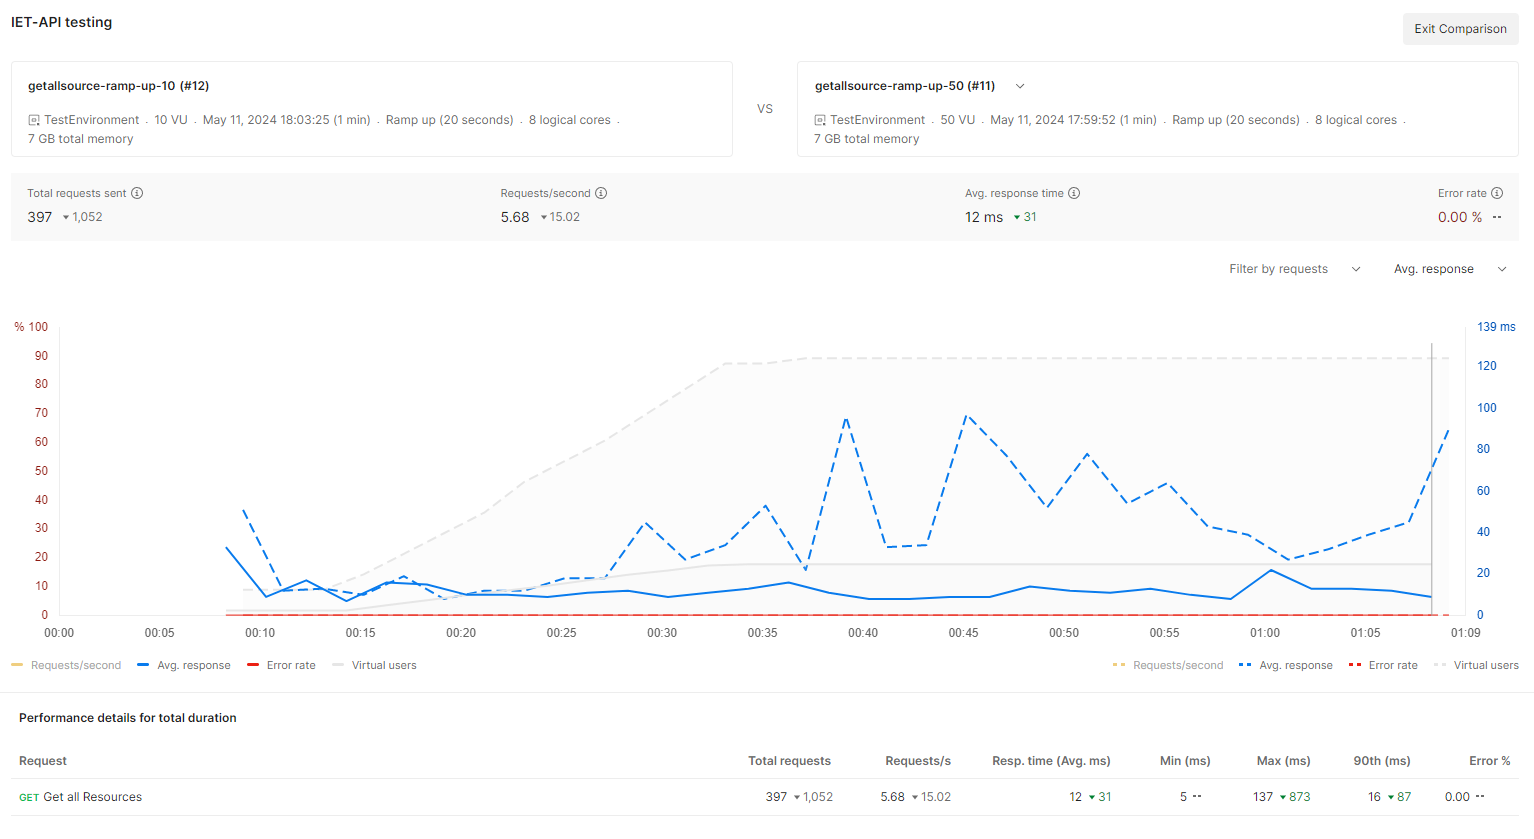 IET-API testing
Exit Comparison
getallsource-ramp-up-10 (#12)
TestEnvironment . 10 VU . May 11, 2024 18:03:25 (1 min) . Ramp up (20 seconds) . 8 logical cores .
7 GB total memory
VS
getallsource-ramp-up-50 (#11)
TestEnvironment . 50 VU . May 11, 2024 17:59:52 (1 min) . Ramp up (20 seconds) . 8 logical cores .
7 GB total memory
Total requests sent
397 ▼ 1,052
Requests/second
5.68 ▼ 15.02
Avg. response time
12 ms ▼ 31
Error rate
0.00 % --
Filter by requests
Avg. response
% 100
90
80
70
60
50
40
30
20
10
0
139 ms
120
100
80
60
40
20
0
00:00 00:05 00:10 00:15 00:20 00:25 00:30 00:35 00:40 00:45 00:50 00:55 01:00 01:05 01:09
Requests/second Avg. response Error rate Virtual users
Requests/second Avg. response Error rate Virtual users
Performance details for total duration
Request Total requests Requests/s Resp. time (Avg. ms) Min (ms) Max (ms) 90th (ms) Error %
GET Get all Resources 397 ▼ 1,052 5.68 ▼ 15.02 12 ▼ 31 5 -- 137 ▼ 873 16 ▼ 87 0.00 --